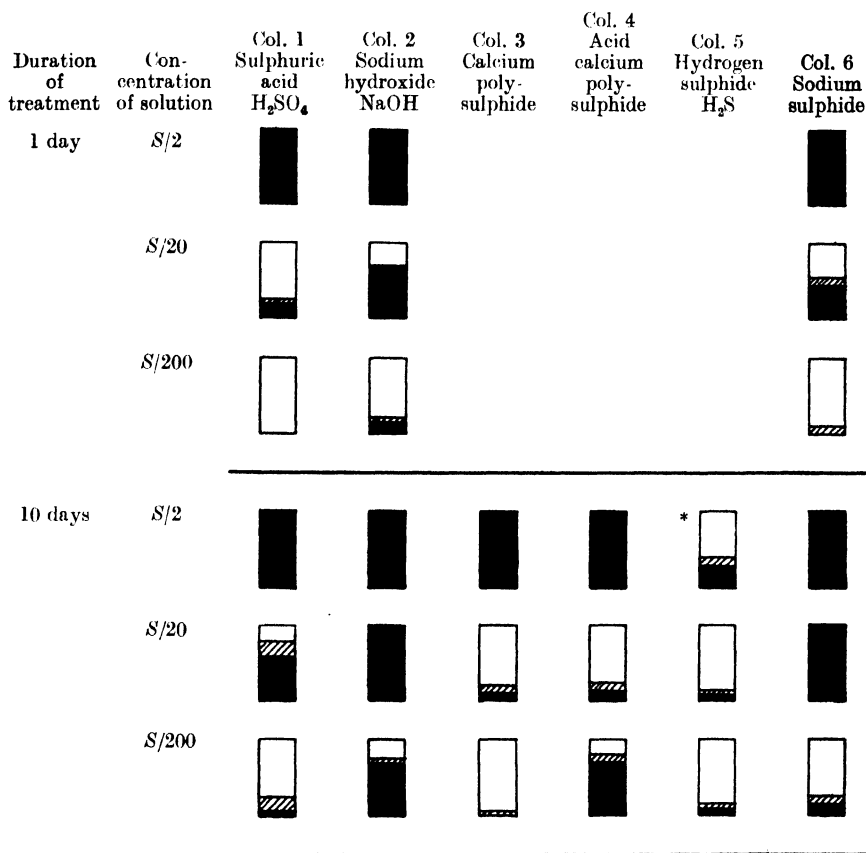 Duration of treatment
Concentration of solution
Col. 1 Sulphuric acid H₂SO₄
Col. 2 Sodium hydroxide NaOH
Col. 3 Calcium poly-sulphide
Col. 4 Acid calcium poly-sulphide
Col. 5 Hydrogen sulphide H₂S
Col. 6 Sodium sulphide
1 day S/2
S/20
S/200
10 days S/2 *
S/20
S/200